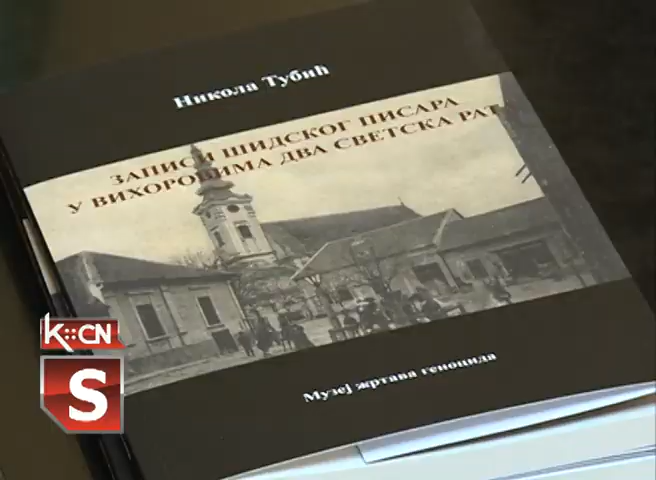 Никола Тубић
ЗАПИСИ ШИДСКОГ ПИСАРА
У ВИХОРОВИМА ДВА СВЕТСКА РАТ
Музеј жртава геноцида
K::CN
S